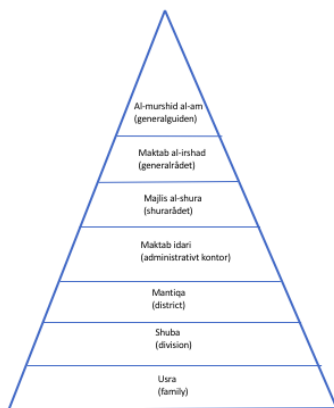 Al-murshid al-am
(generalguiden)
Maktab al-irshad
(generalrådet)
Majlis al-shura
(shurarådet)
Maktab idari
(administrativt kontor)
Mantiqa
(district)
Shuba
(division)
Usra
(family)